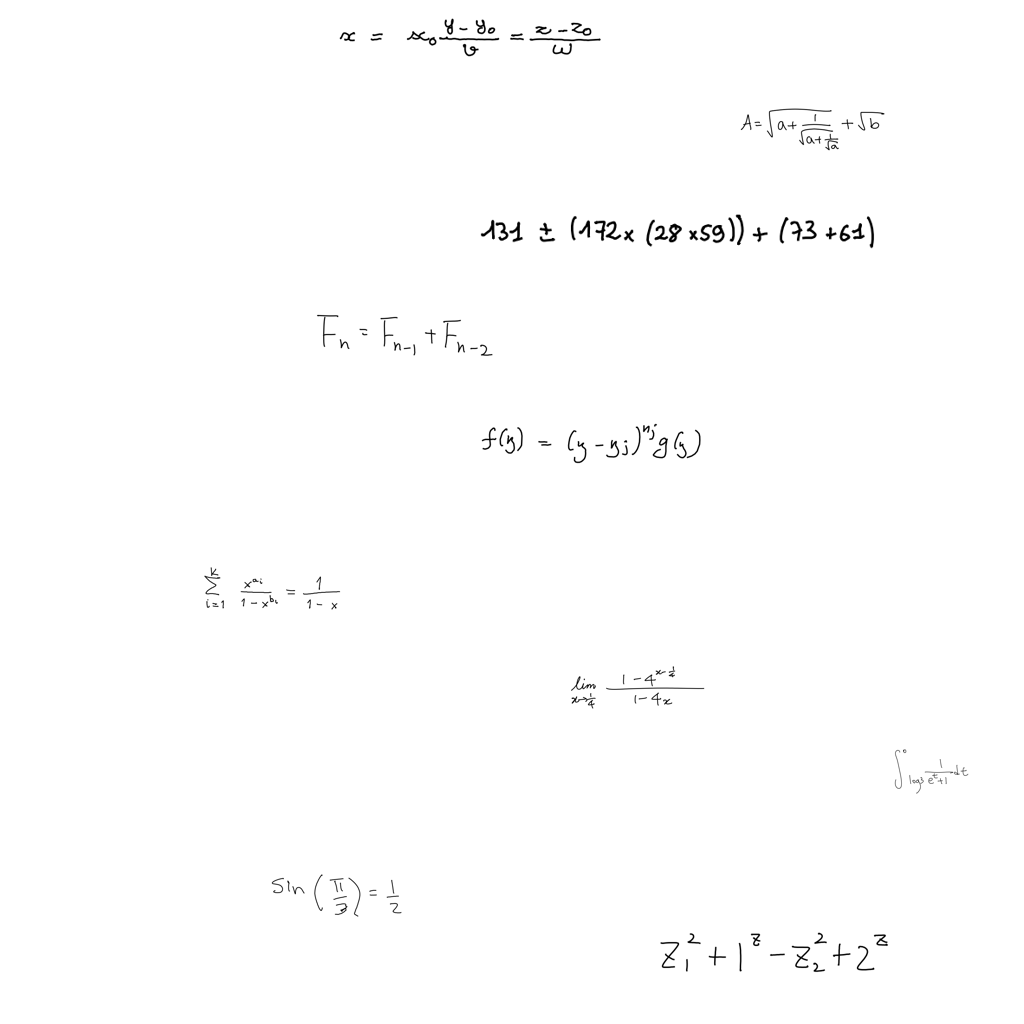 x = x_0 \frac{y - y_0}{v} = \frac{z - z_0}{w}
A = \sqrt{a + \frac{1}{\sqrt{a + \frac{1}{\sqrt{a}}}}} + \sqrt{b}
131 ± (172 × (28 × 59)) + (73 + 61)
F_n = F_{n-1} + F_{n-2}
f(y) = (y - y_j)^{n_j} g(y)
\sum_{i=1}^{k} \frac{x^{a_i}}{1 - x^{b_i}} = \frac{1}{1 - x}
\lim_{x \to \frac{1}{4}} \frac{1 - 4^{x - \frac{1}{4}}}{1 - 4x}
\int_{\log 3}^{0} \frac{1}{e^t + 1} dt
\sin\left(\frac{\pi}{3}\right) = \frac{1}{2}
z_1^2 + 1^z - z_2^2 + 2^z